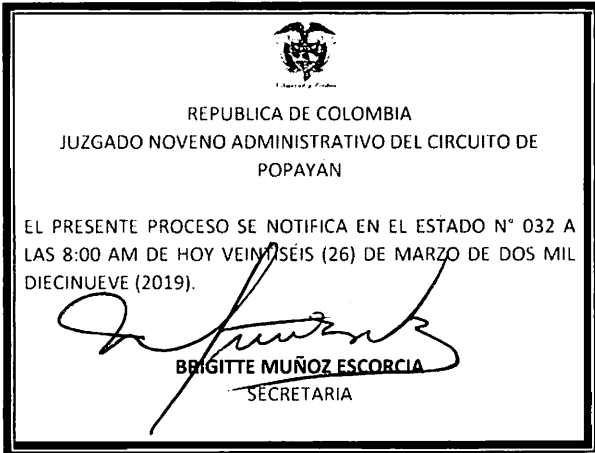 REPUBLICA DE COLOMBIA
JUZGADO NOVENO ADMINISTRATIVO DEL CIRCUITO DE
POPAYÁN
EL PRESENTE PROCESO SE NOTIFICA EN EL ESTADO N° 032 A
LAS 8:00 AM DE HOY VEINTISÉIS (26) DE MARZO DE DOS MIL
DIECINUEVE (2019).
BRIGITTE MUÑOZ ESCORCIA
SECRETARIA